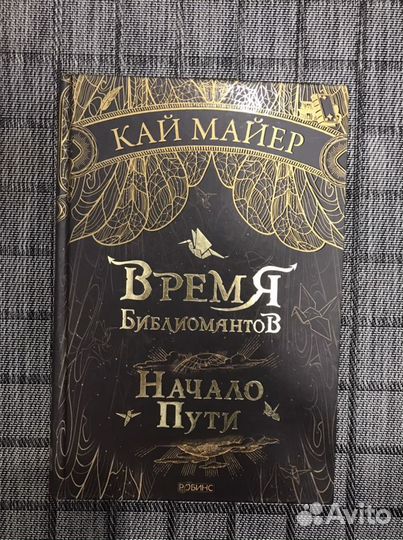 КАЙ МАЙЕР
ВРЕМЯ
БИБЛИОМАНТОВ
НАЧАЛО
ПУТИ
РОБИНС
Avito